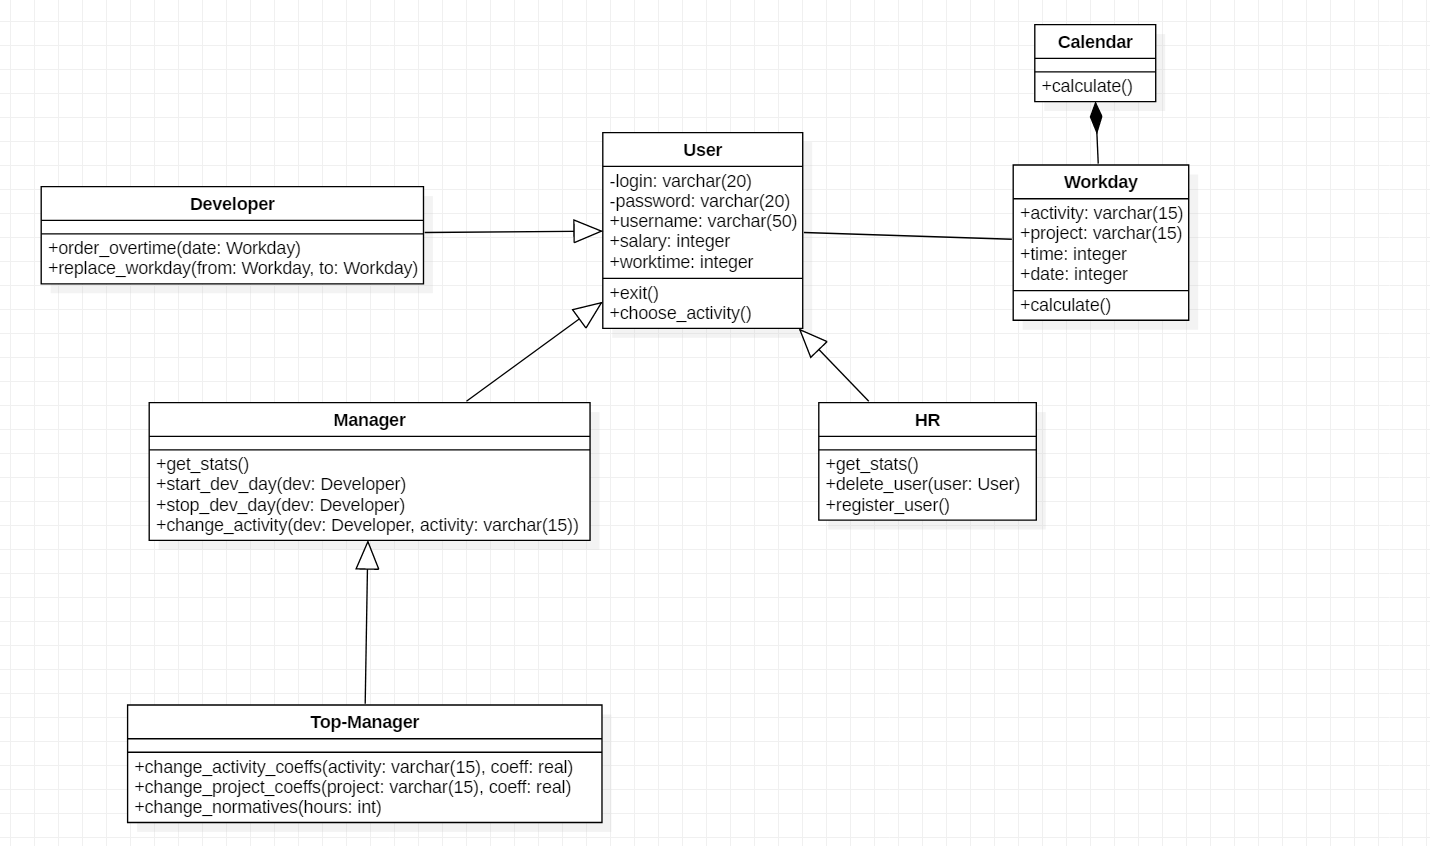 Calendar
+calculate()
User
-login: varchar(20)
-password: varchar(20)
+username: varchar(50)
+salary: integer
+worktime: integer
+exit()
+choose_activity()
Workday
+activity: varchar(15)
+project: varchar(15)
+time: integer
+date: integer
+calculate()
Developer
+order_overtime(date: Workday)
+replace_workday(from: Workday, to: Workday)
Manager
+get_stats()
+start_dev_day(dev: Developer)
+stop_dev_day(dev: Developer)
+change_activity(dev: Developer, activity: varchar(15))
HR
+get_stats()
+delete_user(user: User)
+register_user()
Top-Manager
+change_activity_coeffs(activity: varchar(15), coeff: real)
+change_project_coeffs(project: varchar(15), coeff: real)
+change_normatives(hours: int)